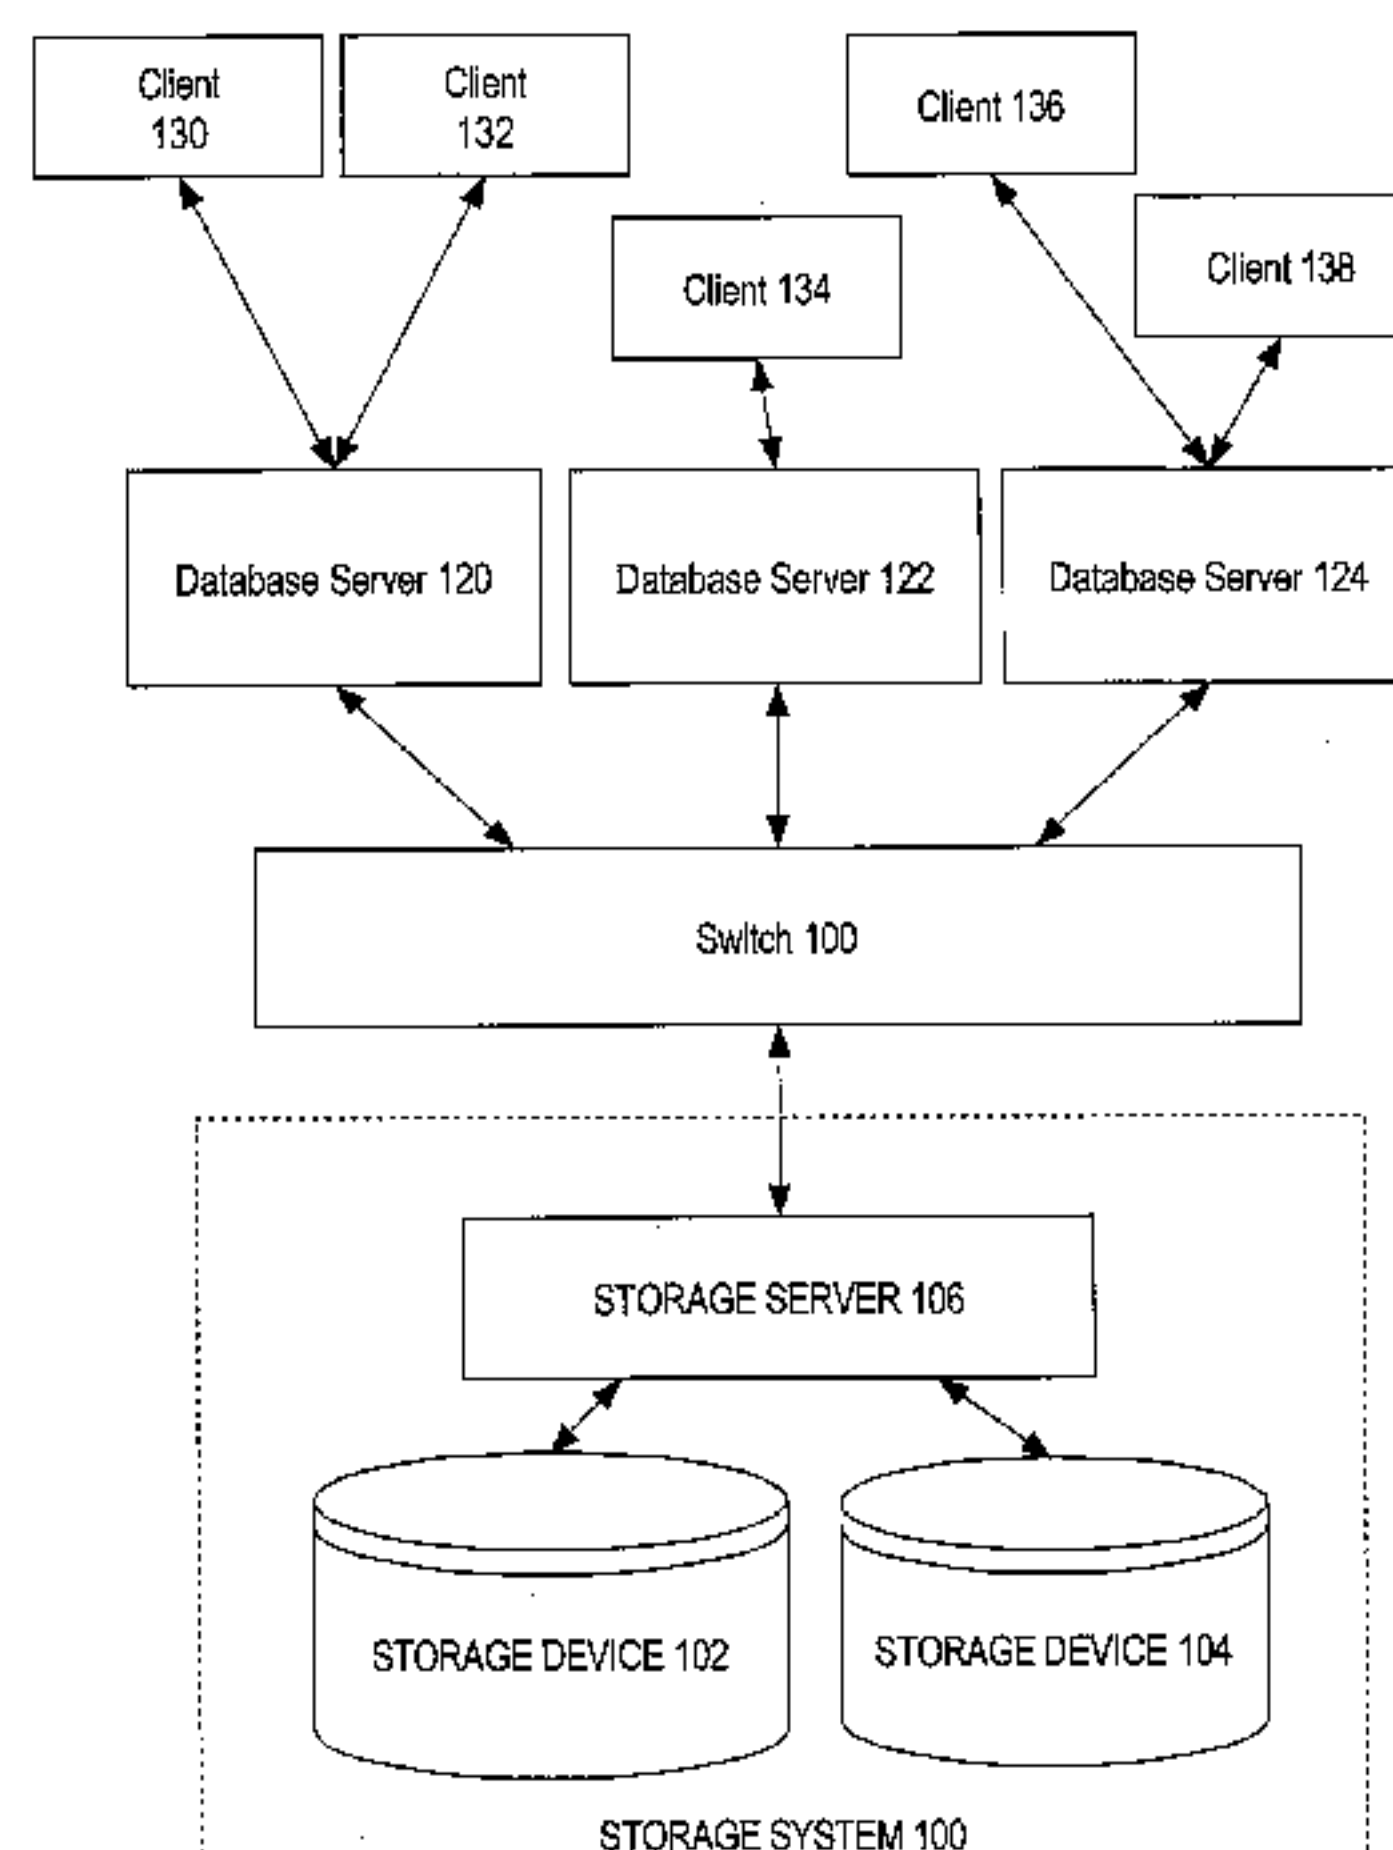 Client
130
Client
132
Client 136
Client 138
Client 134
Database Server 120
Database Server 122
Database Server 124
Switch 100
STORAGE SERVER 106
STORAGE DEVICE 102
STORAGE DEVICE 104
STORAGE SYSTEM 100